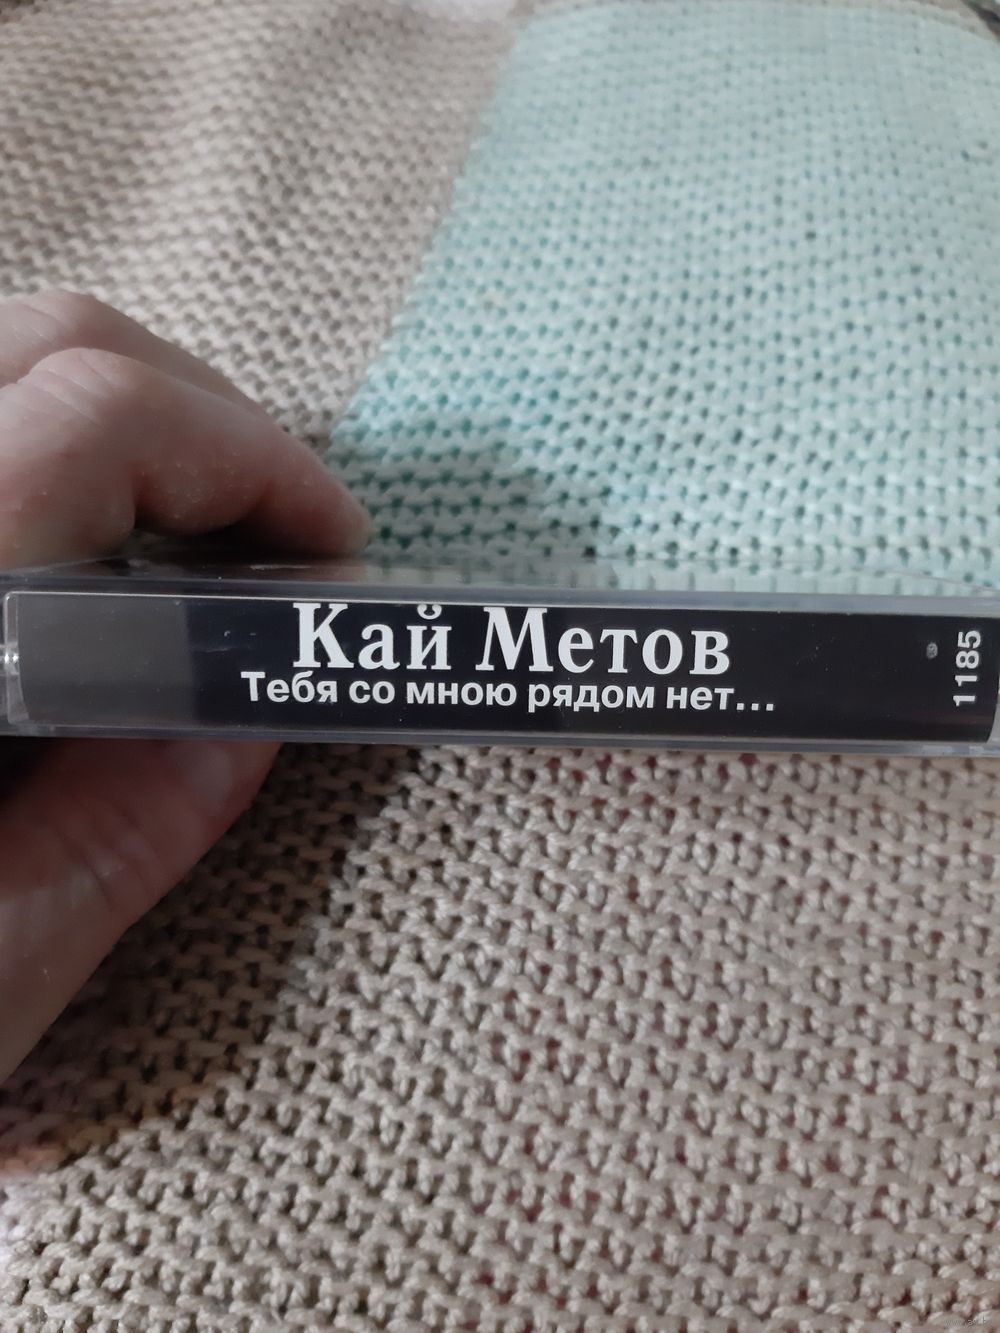 Кай Метов
Тебя со мною рядом нет...
1185